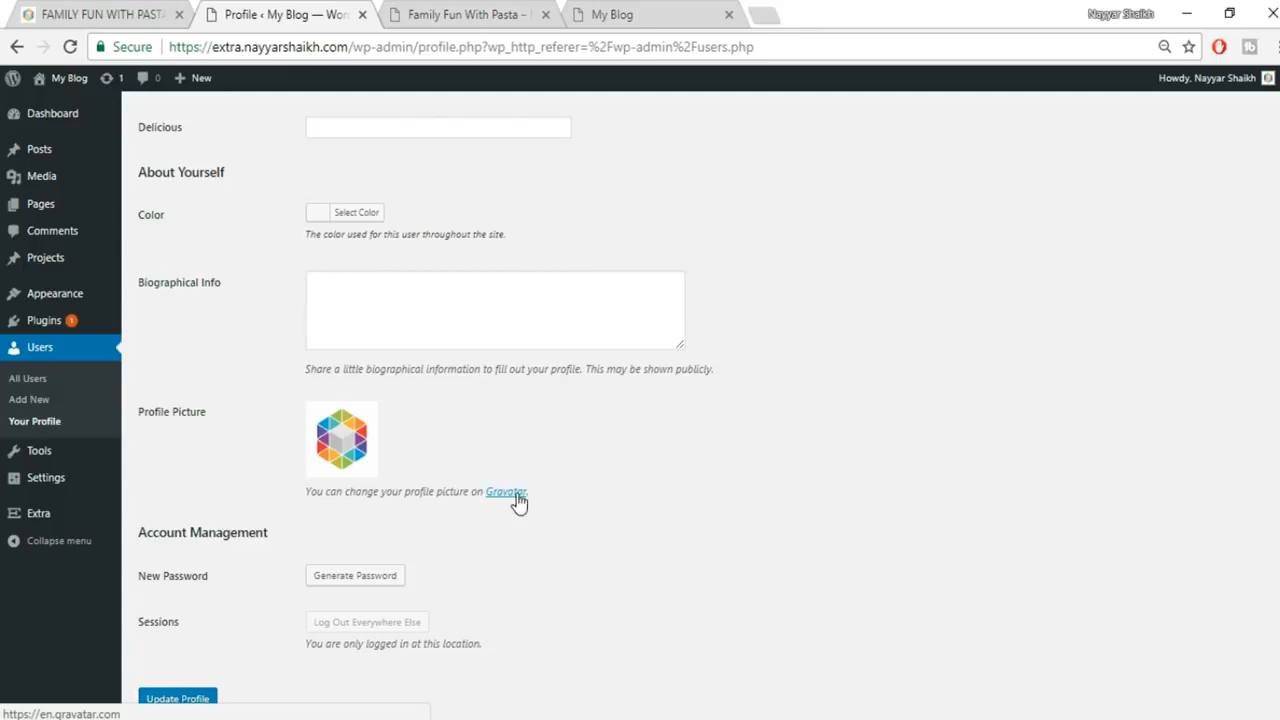 FAMILY FUN WITH PASTA
Profile ‹ My Blog — Wor
Family Fun With Pasta –
My Blog
Nayyar Shaikh
Secure
https://extra.nayyarshaikh.com/wp-admin/profile.php?wp_http_referer=%2Fwp-admin%2Fusers.php
My Blog
1
0
New
Howdy, Nayyar Shaikh
Dashboard
Posts
Media
Pages
Comments
Projects
Appearance
Plugins 1
Users
All Users
Add New
Your Profile
Tools
Settings
Extra
Collapse menu
Delicious
About Yourself
Color
Select Color
The color used for this user throughout the site.
Biographical Info
Share a little biographical information to fill out your profile. This may be shown publicly.
Profile Picture
You can change your profile picture on Gravatar.
Account Management
New Password
Generate Password
Sessions
Log Out Everywhere Else
You are only logged in at this location.
Update Profile
https://en.gravatar.com